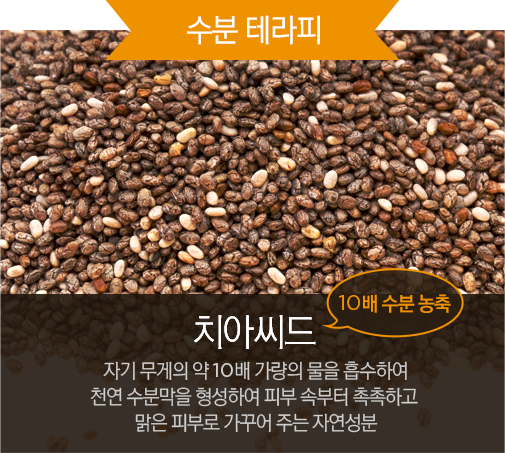 수분 테라피
10배 수분 농축
치아씨드
자기 무게의 약 10배 가량의 물을 흡수하여
천연 수분막을 형성하여 피부 속부터 촉촉하고
맑은 피부로 가꾸어 주는 자연성분